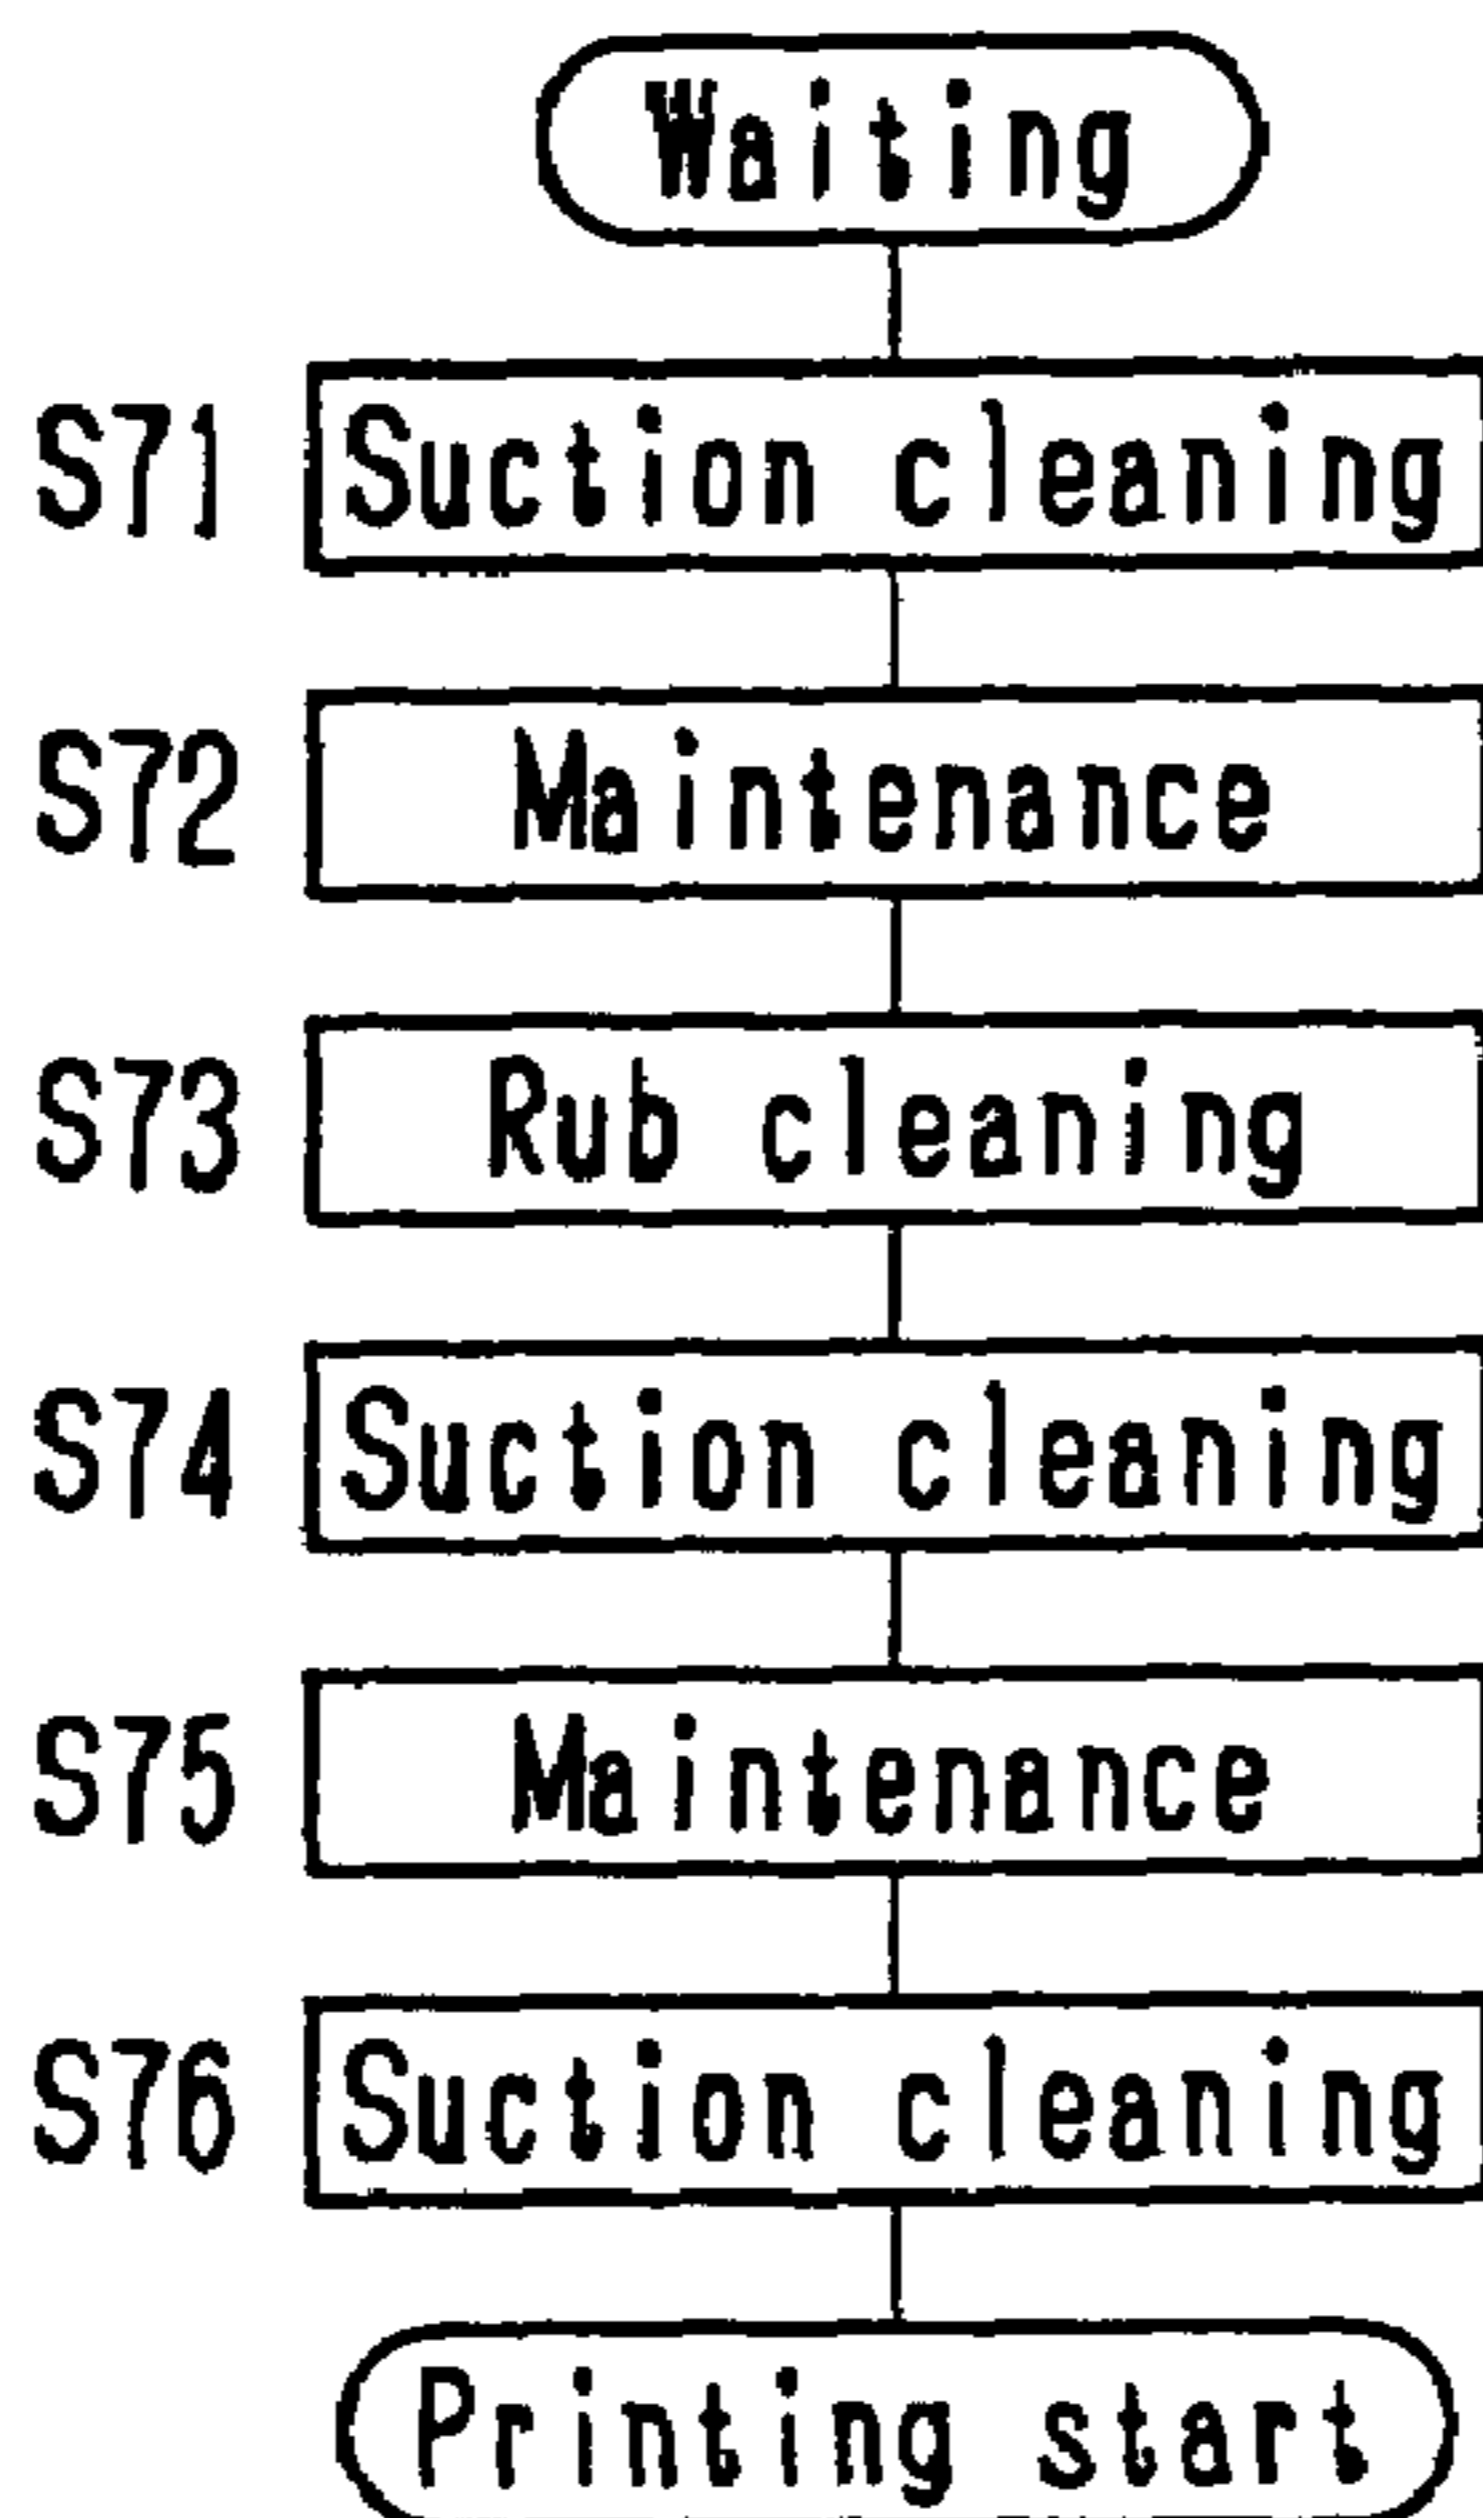 Waiting
S71 Suction cleaning
S72 Maintenance
S73 Rub cleaning
S74 Suction cleaning
S75 Maintenance
S76 Suction cleaning
Printing start